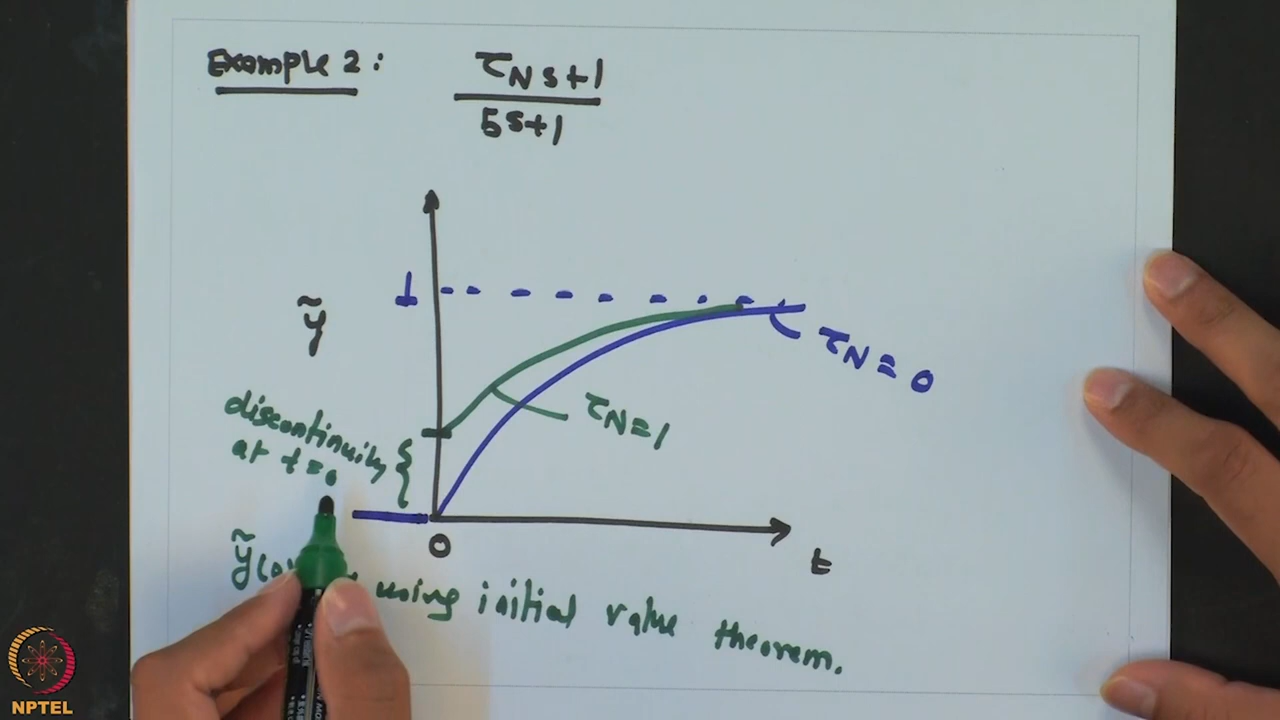 Example 2: τN s+1
5s+1
1
ỹ
τN = 0
τN = 1
discontinuity
at t=0
0
t
ỹ(0 using initial value theorem.
NPTEL